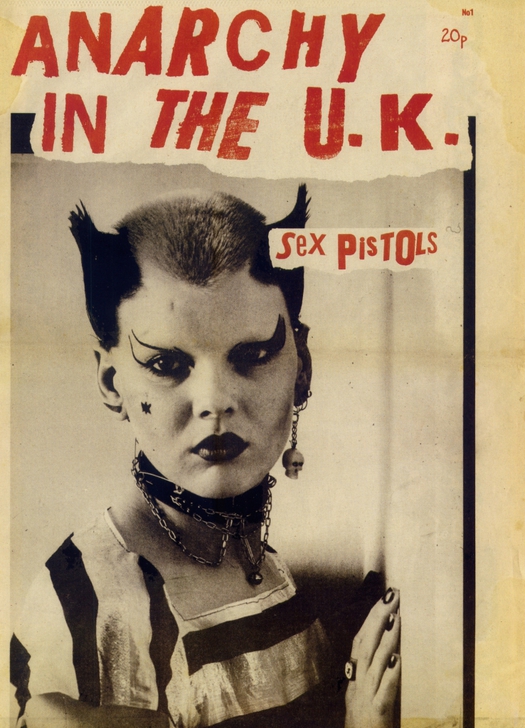 No1
20p
ANARCHY
IN THE U.K.
SeX PiSTOLS